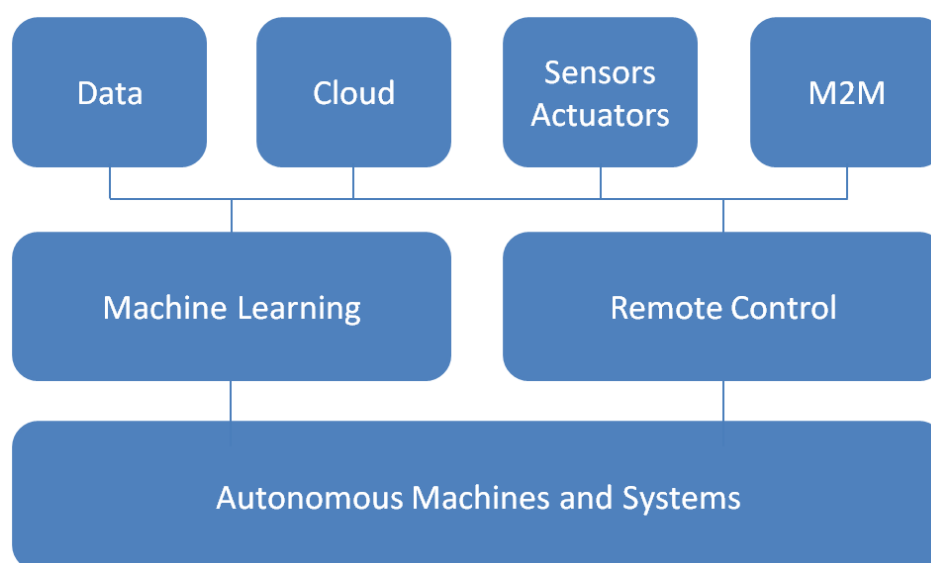 Data
Cloud
Sensors
Actuators
M2M
Machine Learning
Remote Control
Autonomous Machines and Systems